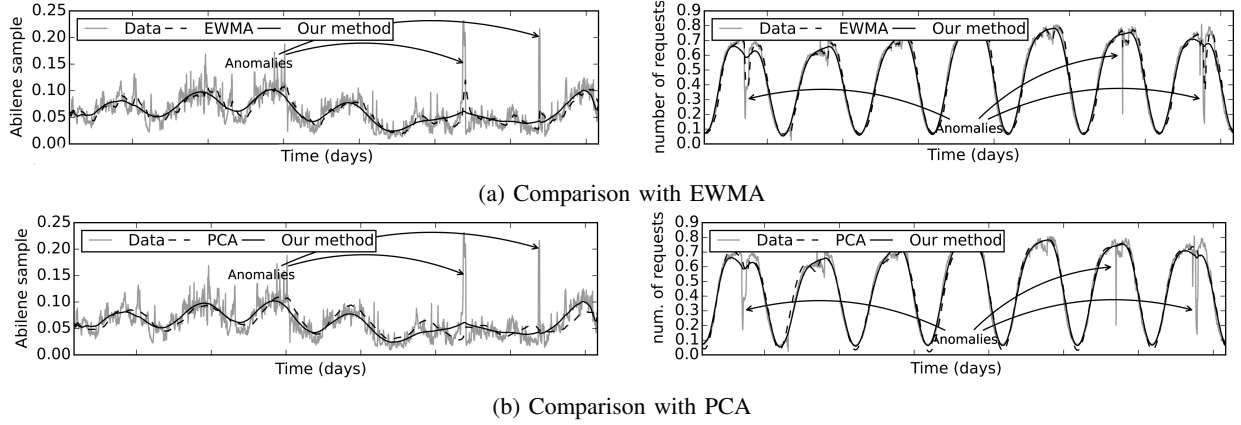 Abilene sample
0.25
0.20
0.15
0.10
0.05
0.00
Data EWMA Our method
Anomalies
Time (days)
number of requests
0.9
0.8
0.7
0.6
0.5
0.4
0.3
0.2
0.1
0.0
Data EWMA Our method
Anomalies
Time (days)
(a) Comparison with EWMA
Abilene sample
0.25
0.20
0.15
0.10
0.05
0.00
Data PCA Our method
Anomalies
Time (days)
num. of requests
0.9
0.8
0.7
0.6
0.5
0.4
0.3
0.2
0.1
0.0
Data PCA Our method
Anomalies
Time (days)
(b) Comparison with PCA